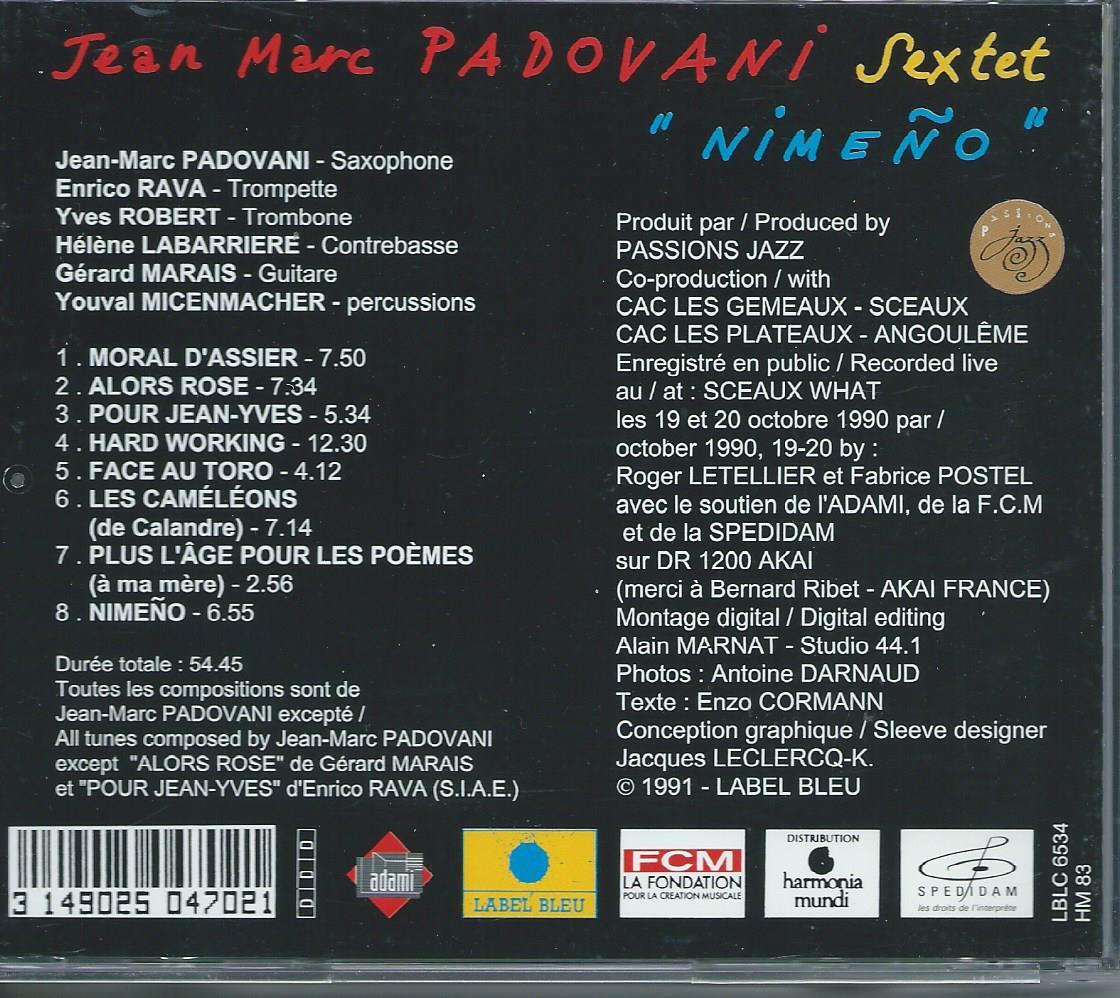 Jean Marc PADOVANI Sextet
"NIMEÑO"
Jean-Marc PADOVANI - Saxophone
Enrico RAVA - Trompette
Yves ROBERT - Trombone
Hélène LABARRIERE - Contrebasse
Gérard MARAIS - Guitare
Youval MICENMACHER - percussions
1 . MORAL D'ASSIER - 7.50
2 . ALORS ROSE - 7.34
3 . POUR JEAN-YVES - 5.34
4 . HARD WORKING - 12.30
5 . FACE AU TORO - 4.12
6 . LES CAMÉLÉONS
(de Calandre) - 7.14
7 . PLUS L'ÂGE POUR LES POÈMES
(à ma mère) - 2.56
8 . NIMEÑO - 6.55
Durée totale : 54.45
Toutes les compositions sont de
Jean-Marc PADOVANI excepté /
All tunes composed by Jean-Marc PADOVANI
except "ALORS ROSE" de Gérard MARAIS
et "POUR JEAN-YVES" d'Enrico RAVA (S.I.A.E.)
Produit par / Produced by
PASSIONS JAZZ
Co-production / with
CAC LES GEMEAUX - SCEAUX
CAC LES PLATEAUX - ANGOULÊME
Enregistré en public / Recorded live
au / at : SCEAUX WHAT
les 19 et 20 octobre 1990 par /
october 1990, 19-20 by :
Roger LETELLIER et Fabrice POSTEL
avec le soutien de l'ADAMI, de la F.C.M
et de la SPEDIDAM
sur DR 1200 AKAI
(merci à Bernard Ribet - AKAI FRANCE)
Montage digital / Digital editing
Alain MARNAT - Studio 44.1
Photos : Antoine DARNAUD
Texte : Enzo CORMANN
Conception graphique / Sleeve designer
Jacques LECLERCQ-K.
© 1991 - LABEL BLEU
PASSIONS
jazz
3 149025 047021
DDD
adami
LABEL BLEU
FCM
LA FONDATION
POUR LA CRÉATION MUSICALE
DISTRIBUTION
harmonia
mundi
SPEDIDAM
les droits de l'interprète
LBLC 6534
HM 83